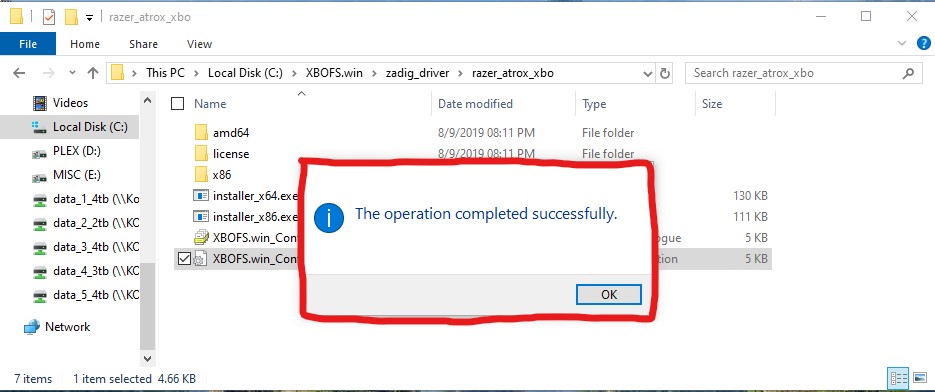 razer_atrox_xbo
File Home Share View
This PC Local Disk (C:) XBOFS.win zadig_driver razer_atrox_xbo Search razer_atrox_xbo
Name Date modified Type Size
Videos
Local Disk (C:)
PLEX (D:)
MISC (E:)
data_1_4tb (\\Ko
data_2_2tb (\\KO
data_3_4tb (\\KO
data_4_3tb (\\KO
data_5_4tb (\\KC
Network
amd64 8/9/2019 08:11 PM File folder
license 8/9/2019 08:11 PM File folder
x86
installer_x64.exe 130 KB
installer_x86.exe 111 KB
XBOFS.win_Con ogue 5 KB
XBOFS.win_Con tion 5 KB
The operation completed successfully.
OK
7 items 1 item selected 4.66 KB